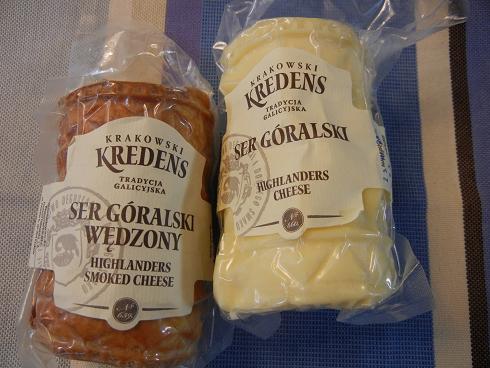 KRAKOWSKI
KREDENS
TRADYCJA
GALICYJSKA
SER GÓRALSKI
WĘDZONY
HIGHLANDERS
SMOKED CHEESE
KRAKOWSKI
KREDENS
TRADYCJA
GALICYJSKA
SER GÓRALSKI
HIGHLANDERS
CHEESE